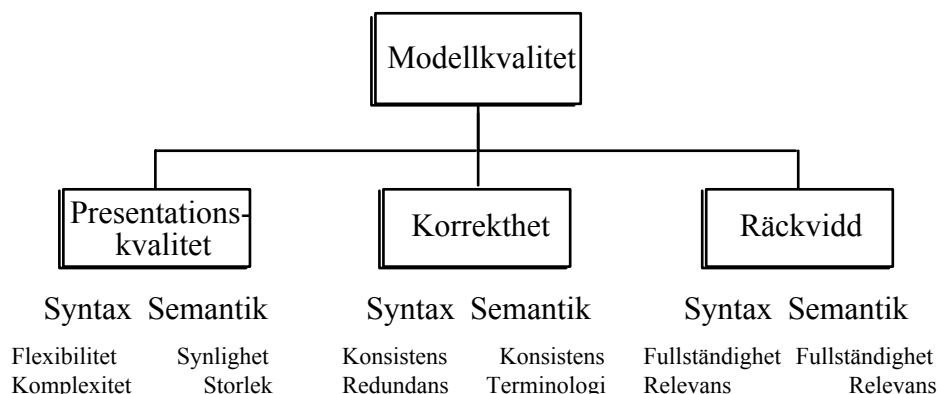 Modellkvalitet
Presentations-
kvalitet
Korrekthet
Räckvidd
Syntax Semantik
Syntax Semantik
Syntax Semantik
Flexibilitet Synlighet
Konsistens Konsistens
Fullständighet Fullständighet
Komplexitet Storlek
Redundans Terminologi
Relevans Relevans